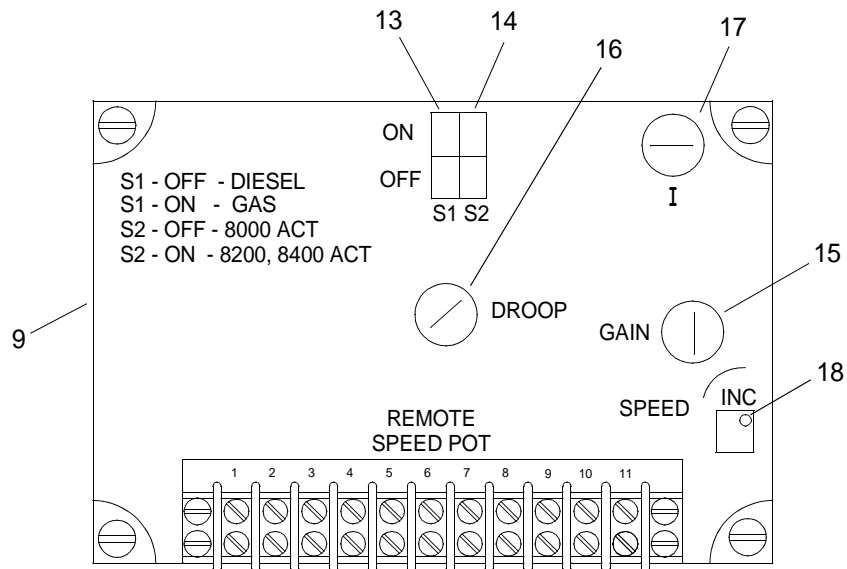 13
14
16
17
ON
OFF
S1 S2
I
S1 - OFF - DIESEL
S1 - ON - GAS
S2 - OFF - 8000 ACT
S2 - ON - 8200, 8400 ACT
15
DROOP
GAIN
9
18
SPEED
INC
REMOTE
SPEED POT
1 2 3 4 5 6 7 8 9 10 11